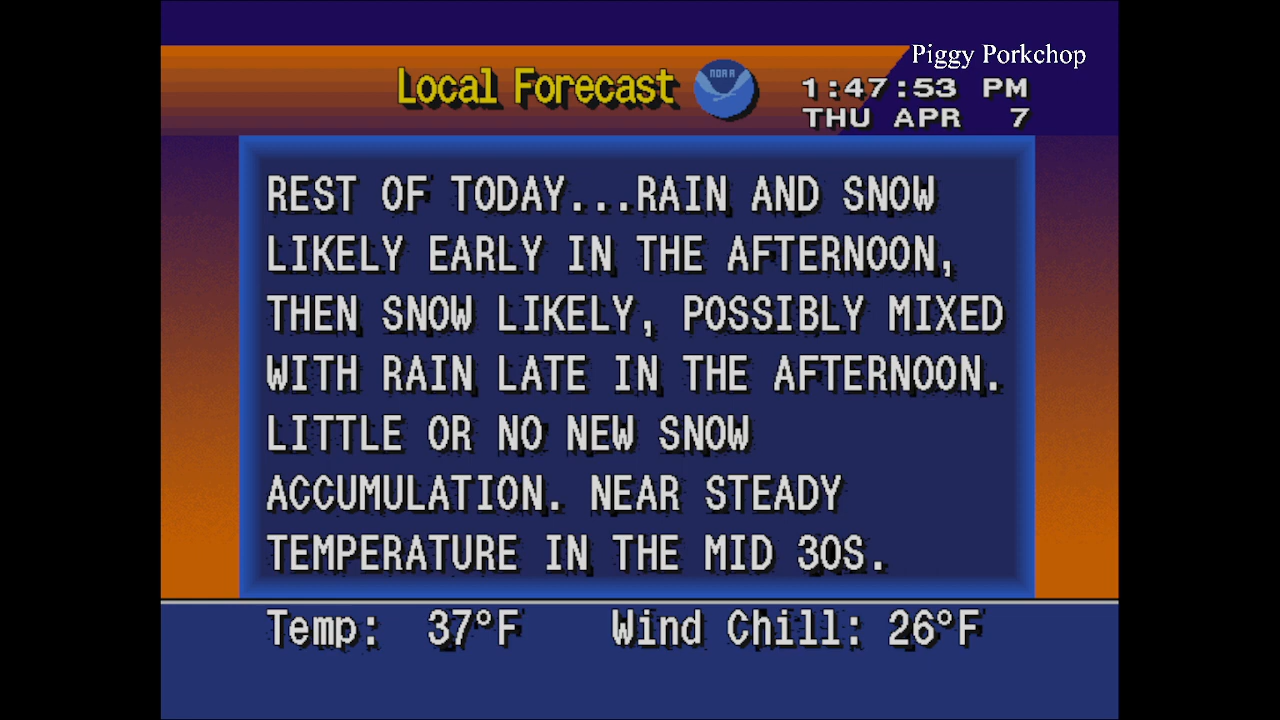 Piggy Porkchop
Local Forecast
NOAA
1:47:53 PM
THU APR 7
REST OF TODAY...RAIN AND SNOW
LIKELY EARLY IN THE AFTERNOON,
THEN SNOW LIKELY, POSSIBLY MIXED
WITH RAIN LATE IN THE AFTERNOON.
LITTLE OR NO NEW SNOW
ACCUMULATION. NEAR STEADY
TEMPERATURE IN THE MID 30S.
Temp: 37°F Wind Chill: 26°F